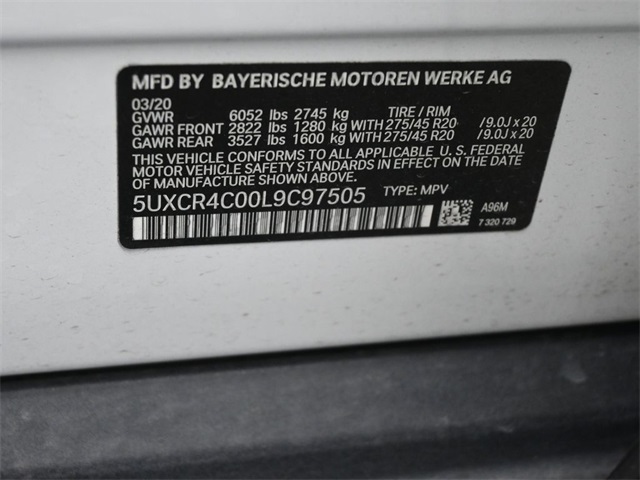 MFD BY BAYERISCHE MOTOREN WERKE AG
03/20
GVWR 6052 lbs 2745 kg TIRE / RIM
GAWR FRONT 2822 lbs 1280 kg WITH 275/45 R20 /9.0J x 20
GAWR REAR 3527 lbs 1600 kg WITH 275/45 R20 /9.0J x 20
THIS VEHICLE CONFORMS TO ALL APPLICABLE U. S. FEDERAL
MOTOR VEHICLE SAFETY STANDARDS IN EFFECT ON THE
DATE OF MANUFACTURE SHOWN ABOVE.
5UXCR4C00L9C97505 TYPE: MPV
A96M
7 320 729